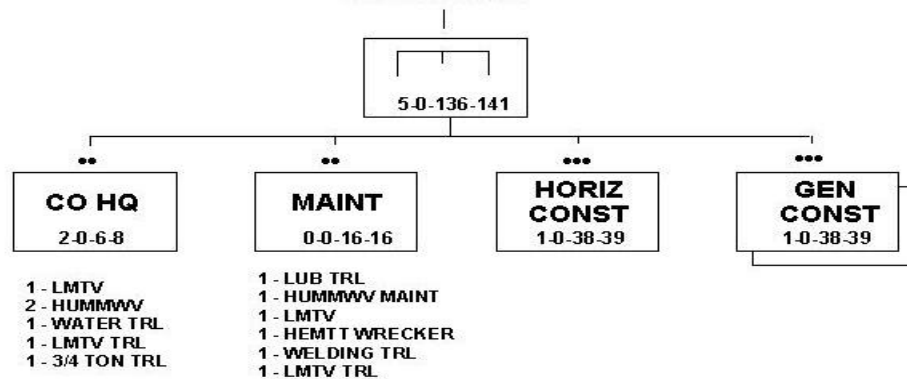 5-0-136-141
CO HQ
2-0-6-8
MAINT
0-0-16-16
HORIZ
CONST
1-0-38-39
GEN
CONST
1-0-38-39
1 - LMTV
2 - HUMMWV
1 - WATER TRL
1 - LMTV TRL
1 - 3/4 TON TRL
1 - LUB TRL
1 - HUMMWV MAINT
1 - LMTV
1 - HEMTT WRECKER
1 - WELDING TRL
1 - LMTV TRL